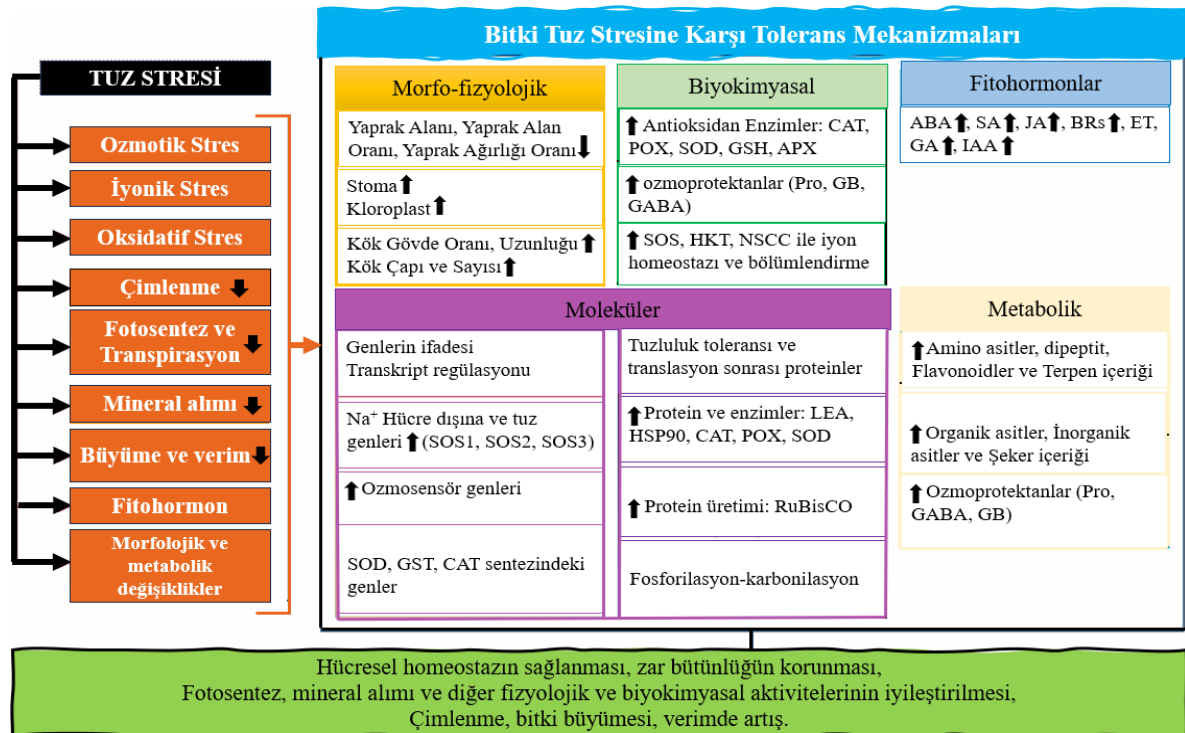 Bitki Tuz Stresine Karşı Tolerans Mekanizmaları
TUZ STRESİ
Ozmotik Stres
İyonik Stres
Oksidatif Stres
Çimlenme
Fotosentez ve
Transpirasyon
Mineral alımı
Büyüme ve verim
Fitohormon
Morfolojik ve
metabolik
değişiklikler
Morfo-fizyolojik
Yaprak Alanı, Yaprak Alan
Oranı, Yaprak Ağırlığı Oranı⬇
Stoma⬆
Kloroplast⬆
Kök Gövde Oranı, Uzunluğu⬆
Kök Çapı ve Sayısı⬆
Biyokimyasal
⬆Antioksidan Enzimler: CAT,
POX, SOD, GSH, APX
⬆ozmoprotektanlar (Pro, GB,
GABA)
⬆SOS, HKT, NSCC ile iyon
homeostazı ve bölümlendirme
Fitohormonlar
ABA⬆, SA⬆, JA⬆, BRs⬆, ET,
GA⬆, IAA⬆
Moleküler
Genlerin ifadesi
Transkript regülasyonu
Na⁺ Hücre dışına ve tuz
genleri⬆(SOS1, SOS2, SOS3)
⬆Ozmosensör genleri
SOD, GST, CAT sentezindeki
genler
Tuzluluk toleransı ve
translasyon sonrası proteinler
⬆Protein ve enzimler: LEA,
HSP90, CAT, POX, SOD
⬆Protein üretimi: RuBisCO
Fosforilasyon-karbonilasyon
Metabolik
⬆Amino asitler, dipeptit,
Flavonoidler ve Terpen içeriği
⬆Organik asitler, İnorganik
asitler ve Şeker içeriği
⬆Ozmoprotektanlar (Pro,
GABA, GB)
Hücresel homeostazın sağlanması, zar bütünlüğün korunması,
Fotosentez, mineral alımı ve diğer fizyolojik ve biyokimyasal aktivitelerinin iyileştirilmesi,
Çimlenme, bitki büyümesi, verimde artış.